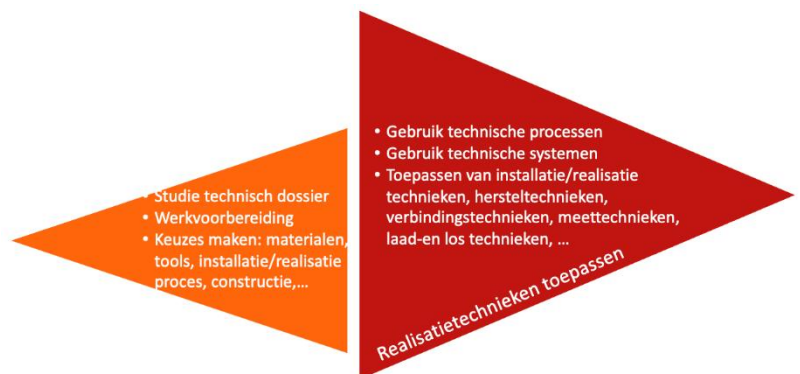 • Studie technisch dossier
• Werkvoorbereiding
• Keuzes maken: materialen,
tools, installatie/realisatie
proces, constructie,...
• Gebruik technische processen
• Gebruik technische systemen
• Toepassen van installatie/realisatie
technieken, hersteltechnieken,
verbindingstechnieken, meettechnieken,
laad-en los technieken, ...
Realisatietechnieken toepassen